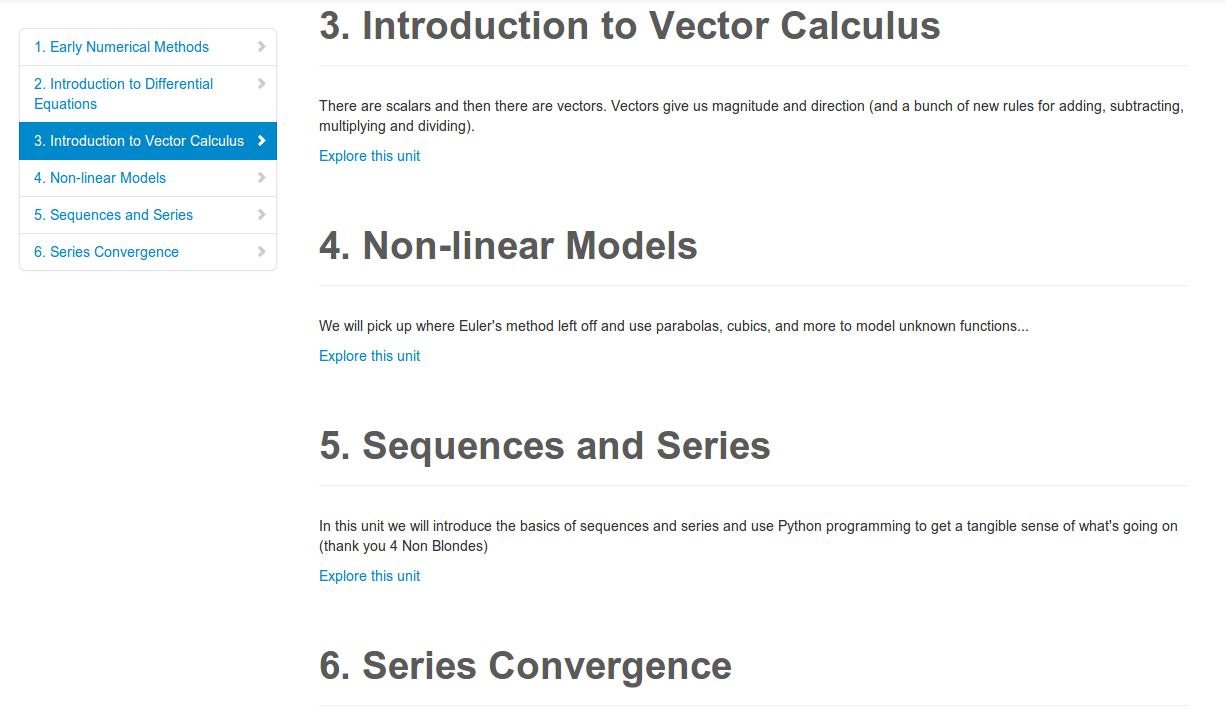 1. Early Numerical Methods
2. Introduction to Differential
Equations
3. Introduction to Vector Calculus
4. Non-linear Models
5. Sequences and Series
6. Series Convergence
3. Introduction to Vector Calculus
There are scalars and then there are vectors. Vectors give us magnitude and direction (and a bunch of new rules for adding, subtracting,
multiplying and dividing).
Explore this unit
4. Non-linear Models
We will pick up where Euler's method left off and use parabolas, cubics, and more to model unknown functions...
Explore this unit
5. Sequences and Series
In this unit we will introduce the basics of sequences and series and use Python programming to get a tangible sense of what's going on
(thank you 4 Non Blondes)
Explore this unit
6. Series Convergence